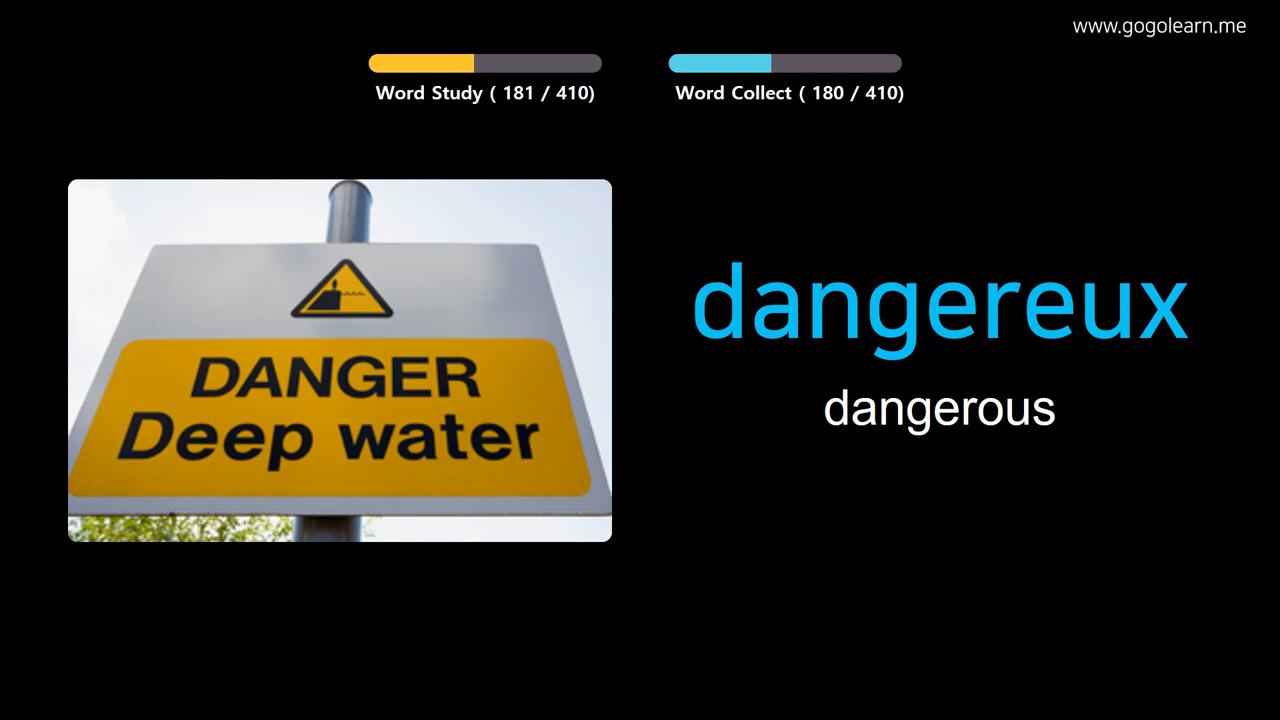 www.gogolearn.me
Word Study ( 181 / 410)
Word Collect ( 180 / 410)
DANGER
Deep water
dangereux
dangerous